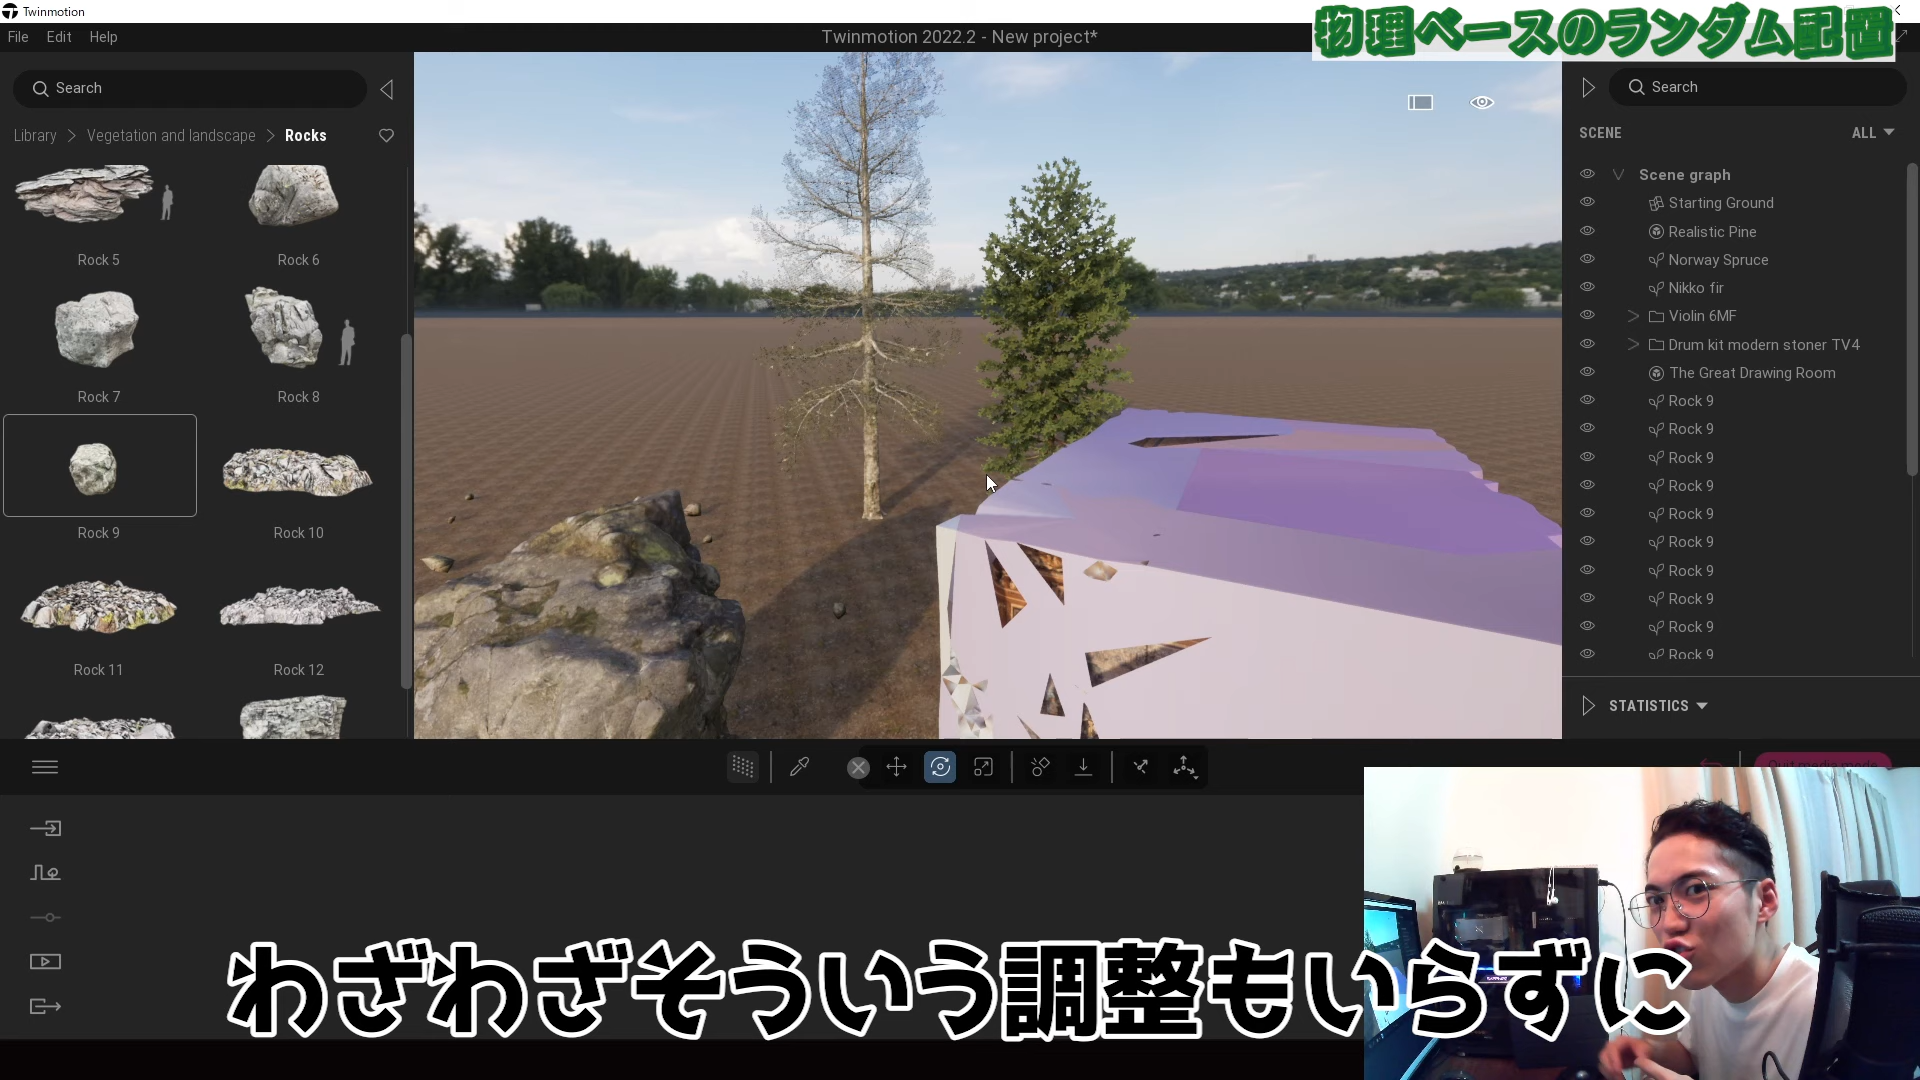 Twinmotion
File Edit Help
Twinmotion 2022.2 - New project*
物理ベースのランダム配置
Search
Library Vegetation and landscape Rocks
Rock 5 Rock 6
Rock 7 Rock 8
Rock 9 Rock 10
Rock 11 Rock 12
Search
SCENE ALL
Scene graph
Starting Ground
Realistic Pine
Norway Spruce
Nikko fir
Violin 6MF
Drum kit modern stoner TV4
The Great Drawing Room
Rock 9
Rock 9
Rock 9
Rock 9
Rock 9
Rock 9
Rock 9
Rock 9
Rock 9
Rock 9
STATISTICS
Quit media mode
わざわざそういう調整もいらずに